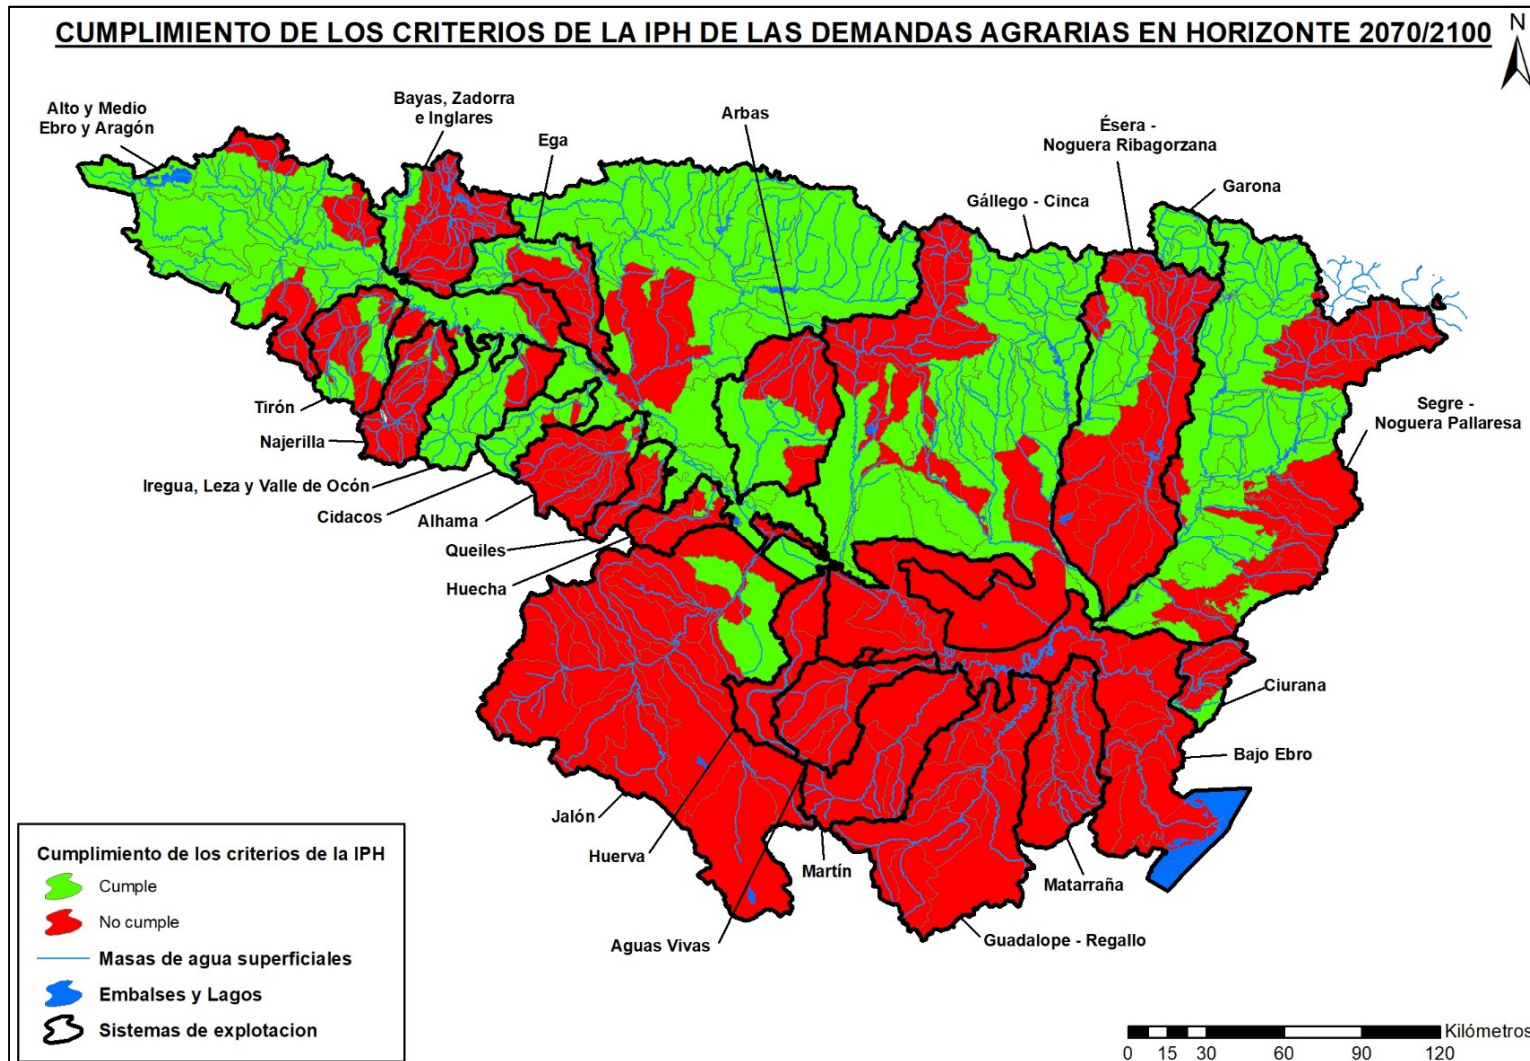 CUMPLIMIENTO DE LOS CRITERIOS DE LA IPH DE LAS DEMANDAS AGRARIAS EN HORIZONTE 2070/2100
N
Alto y Medio
Ebro y Aragón
Bayas, Zadorra
e Inglares
Ega
Arbas
Ésera -
Noguera Ribagorzana
Garona
Gállego - Cinca
Segre -
Noguera Pallaresa
Tirón
Najerilla
Iregua, Leza y Valle de Ocón
Cidacos
Alhama
Queiles
Huecha
Ciurana
Bajo Ebro
Jalón
Huerva
Martín
Matarraña
Aguas Vivas
Guadalope - Regallo
Cumplimiento de los criterios de la IPH
Cumple
No cumple
Masas de agua superficiales
Embalses y Lagos
Sistemas de explotacion
Kilómetros
0 15 30 60 90 120